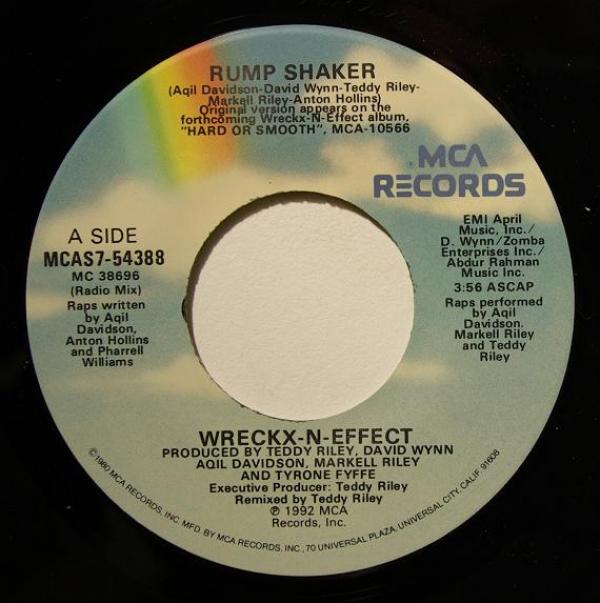 RUMP SHAKER
(Aqil Davidson-David Wynn-Teddy Riley-
Markell Riley-Anton Hollins)
Original version appears on the
forthcoming Wreckx-N-Effect album,
"HARD OR SMOOTH", MCA-10566
MCA
RECORDS
A SIDE
MCAS7-54388
MC 38696
(Radio Mix)
Raps written
by Aqil
Davidson,
Anton Hollins
and Pharrell
Williams
EMI April
Music, Inc./
D. Wynn/Zomba
Enterprises Inc./
Abdur Rahman
Music Inc.
3:56 ASCAP
Raps performed
by Aqil
Davidson.
Markell Riley
and Teddy
Riley
WRECKX-N-EFFECT
PRODUCED BY TEDDY RILEY, DAVID WYNN
AQIL DAVIDSON, MARKELL RILEY
AND TYRONE FYFFE
Executive Producer: Teddy Riley
Remixed by Teddy Riley
℗ 1992 MCA
Records, Inc.
©1980 MCA RECORDS, INC. MFD. BY MCA RECORDS, INC., 70 UNIVERSAL PLAZA, UNIVERSAL CITY, CALIF. 91608